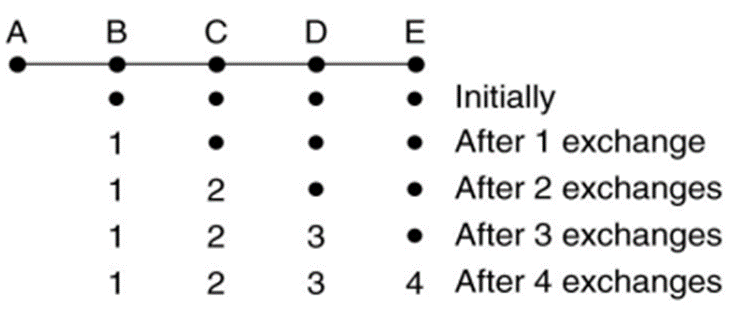 A B C D E
• • • • Initially
1 • • • After 1 exchange
1 2 • • After 2 exchanges
1 2 3 • After 3 exchanges
1 2 3 4 After 4 exchanges